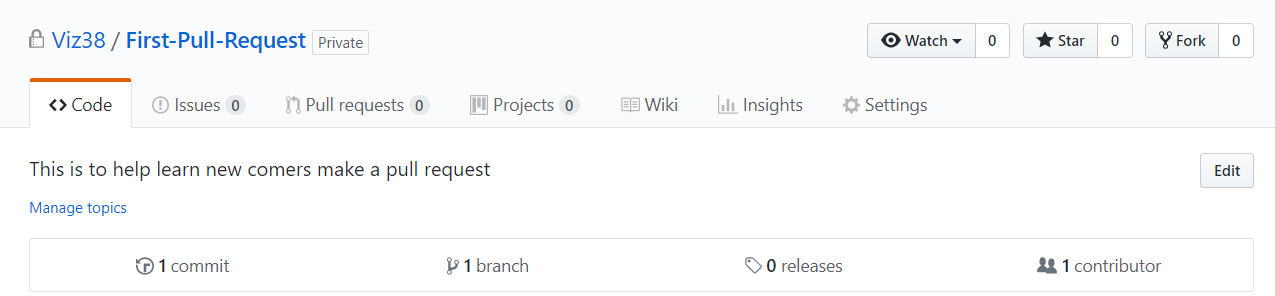 Viz38 / First-Pull-Request Private Watch 0 Star 0 Fork 0
Code Issues 0 Pull requests 0 Projects 0 Wiki Insights Settings
This is to help learn new comers make a pull request Edit
Manage topics
1 commit 1 branch 0 releases 1 contributor